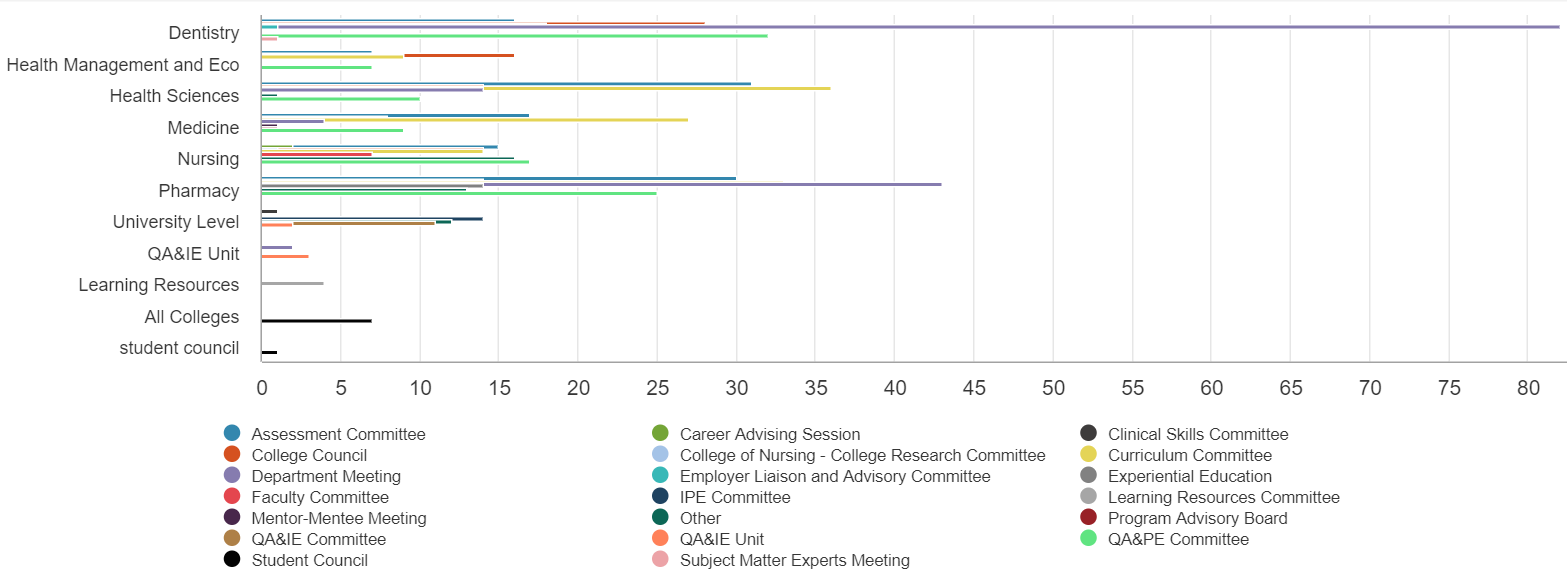 Dentistry
Health Management and Eco
Health Sciences
Medicine
Nursing
Pharmacy
University Level
QA&IE Unit
Learning Resources
All Colleges
student council
0 5 10 15 20 25 30 35 40 45 50 55 60 65 70 75 80
Assessment Committee Career Advising Session Clinical Skills Committee
College Council College of Nursing - College Research Committee Curriculum Committee
Department Meeting Employer Liaison and Advisory Committee Experiential Education
Faculty Committee IPE Committee Learning Resources Committee
Mentor-Mentee Meeting Other Program Advisory Board
QA&IE Committee QA&IE Unit QA&PE Committee
Student Council Subject Matter Experts Meeting